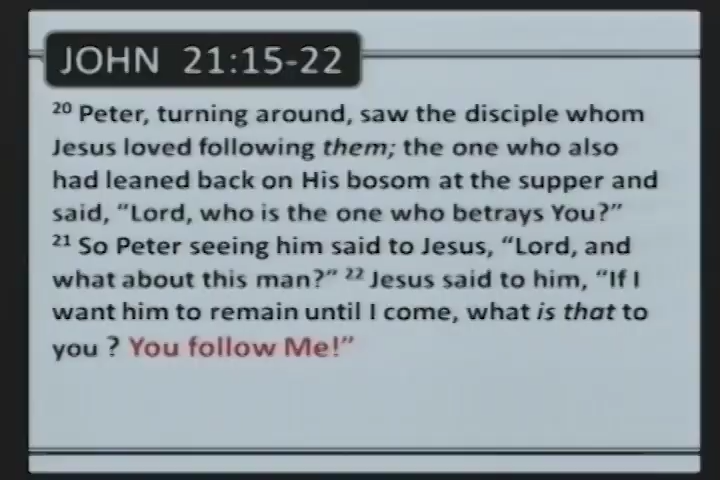 JOHN 21:15-22
20 Peter, turning around, saw the disciple whom
Jesus loved following them; the one who also
had leaned back on His bosom at the supper and
said, “Lord, who is the one who betrays You?”
21 So Peter seeing him said to Jesus, “Lord, and
what about this man?” 22 Jesus said to him, “If I
want him to remain until I come, what is that to
you ? You follow Me!”